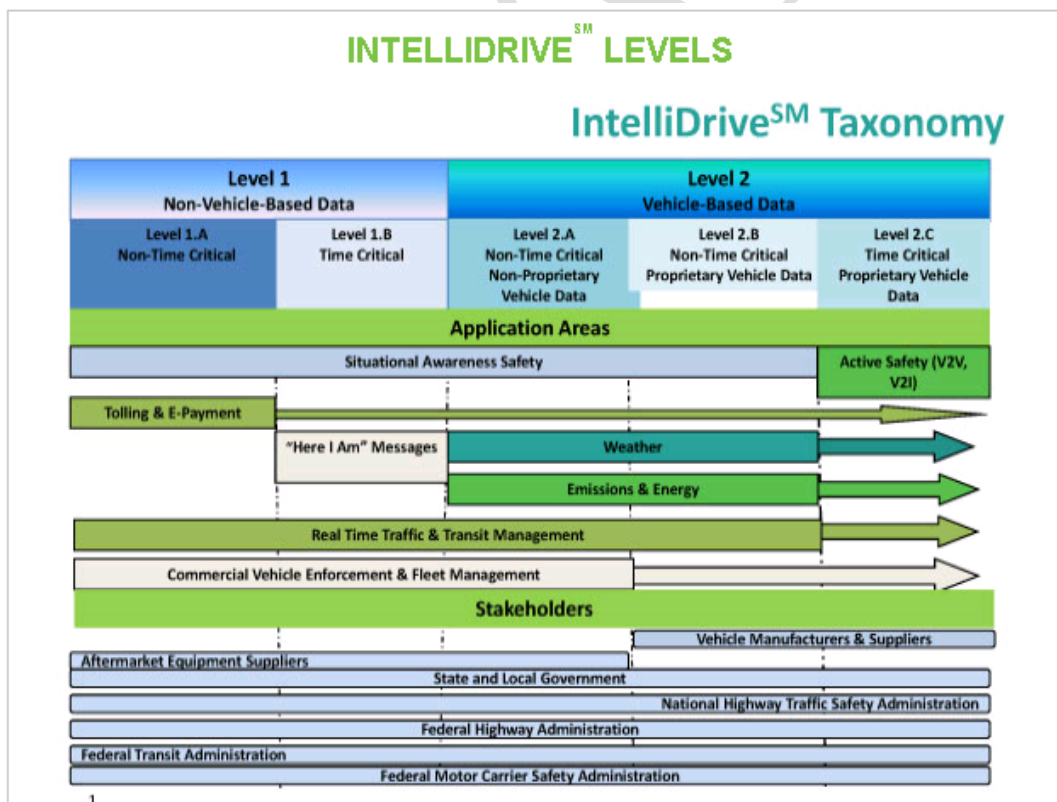 INTELLIDRIVE℠ LEVELS
IntelliDrive℠ Taxonomy
Level 1
Non-Vehicle-Based Data
Level 2
Vehicle-Based Data
Level 1.A
Non-Time Critical
Level 1.B
Time Critical
Level 2.A
Non-Time Critical
Non-Proprietary
Vehicle Data
Level 2.B
Non-Time Critical
Proprietary Vehicle Data
Level 2.C
Time Critical
Proprietary Vehicle
Data
Application Areas
Situational Awareness Safety
Active Safety (V2V,
V2I)
Tolling & E-Payment
“Here I Am” Messages
Weather
Emissions & Energy
Real Time Traffic & Transit Management
Commercial Vehicle Enforcement & Fleet Management
Stakeholders
Vehicle Manufacturers & Suppliers
Aftermarket Equipment Suppliers
State and Local Government
National Highway Traffic Safety Administration
Federal Highway Administration
Federal Transit Administration
Federal Motor Carrier Safety Administration
1